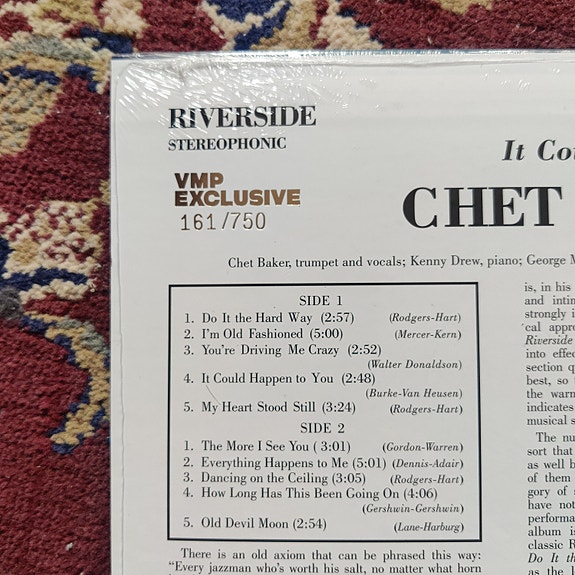 RIVERSIDE
STEREOPHONIC
VMP
EXCLUSIVE
161/750
It Cou
CHET
Chet Baker, trumpet and vocals; Kenny Drew, piano; George M
SIDE 1
1. Do It the Hard Way (2:57) (Rodgers-Hart)
2. I'm Old Fashioned (5:00) (Mercer-Kern)
3. You're Driving Me Crazy (2:52)
(Walter Donaldson)
4. It Could Happen to You (2:48)
(Burke-Van Heusen)
5. My Heart Stood Still (3:24) (Rodgers-Hart)
SIDE 2
1. The More I See You ( 3:01) (Gordon-Warren)
2. Everything Happens to Me (5:01) (Dennis-Adair)
3. Dancing on the Ceiling (3:05) (Rodgers-Hart)
4. How Long Has This Been Going On (4:06)
(Gershwin-Gershwin)
5. Old Devil Moon (2:54) (Lane-Harburg)
There is an old axiom that can be phrased this way:
"Every jazzman who's worth his salt, no matter what horn
is, in his
and intim
strongly i
cal appro
Riverside
into effec
section qu
best, so
the warm
indicates
musical s
The nu
sort that
as well b
of them
gory of
have not
performa
album is
classic R
Do It th
as the l